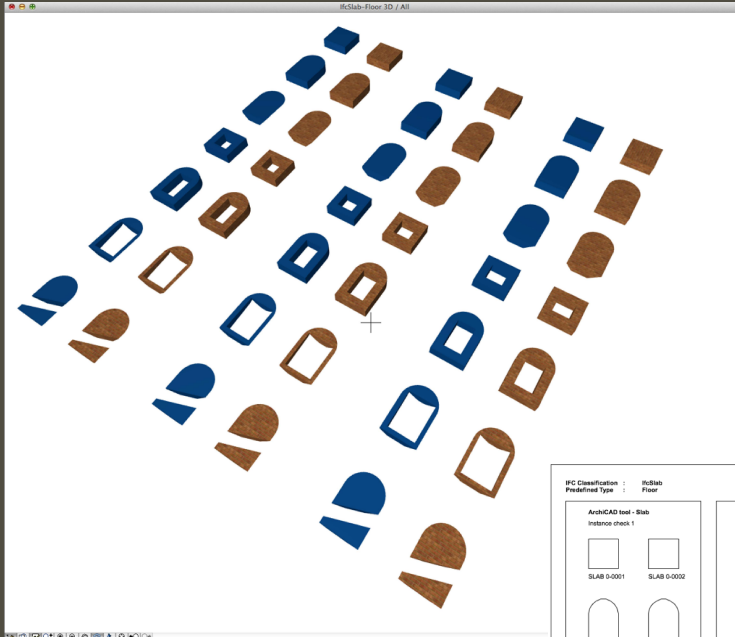 IfcSlab-Floor 3D / All
IFC Classification : IfcSlab
Predefined Type : Floor
ArchiCAD tool - Slab
Instance check 1
SLAB 0-0001 SLAB 0-0002